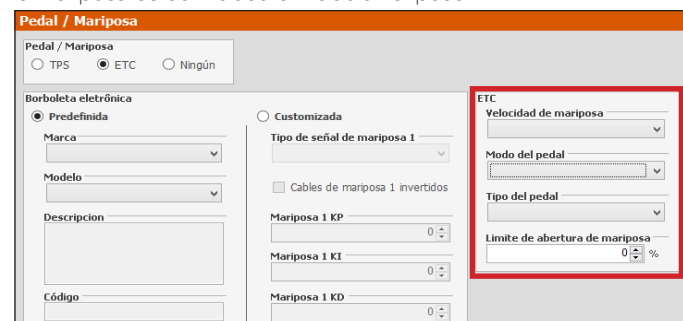 Pedal / Mariposa
Pedal / Mariposa
TPS
ETC
Ningún
Borboleta eletrônica
Predefinida
Marca
Modelo
Descripcion
Código
Customizada
Tipo de señal de mariposa 1
Cables de mariposa 1 invertidos
Mariposa 1 KP
0
Mariposa 1 KI
0
Mariposa 1 KD
0
ETC
Velocidad de mariposa
Modo del pedal
Tipo del pedal
Limite de abertura de mariposa
0 %